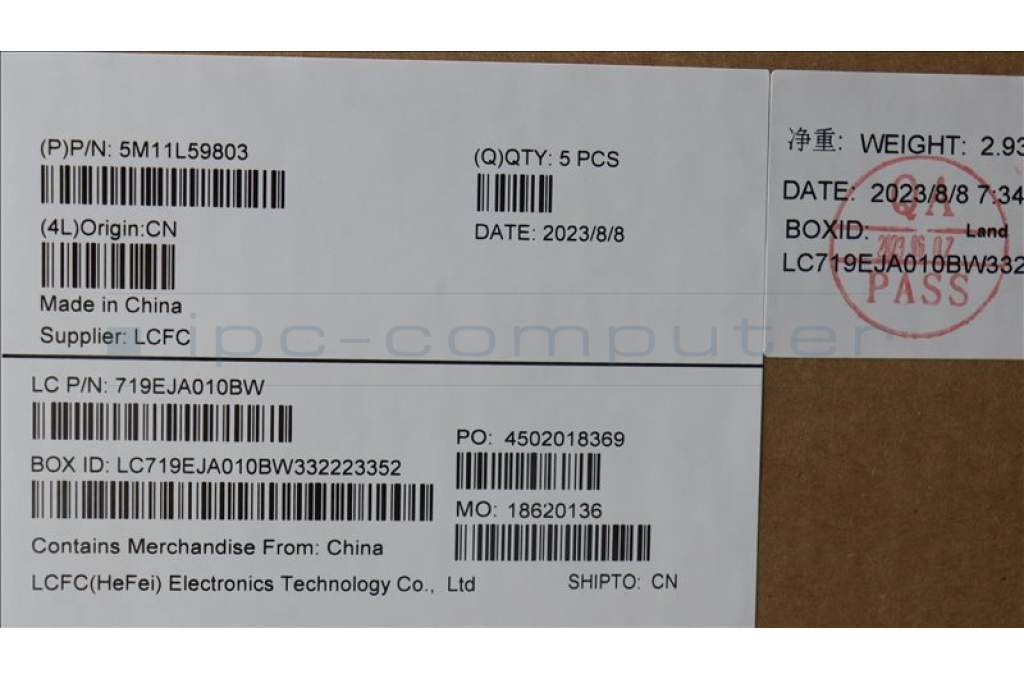 (P)P/N: 5M11L59803
(Q)QTY: 5 PCS
(4L)Origin:CN
DATE: 2023/8/8
Made in China
Supplier: LCFC
LC P/N: 719EJA010BW
PO: 4502018369
BOX ID: LC719EJA010BW332223352
MO: 18620136
Contains Merchandise From: China
LCFC(HeFei) Electronics Technology Co., Ltd
SHIPTO: CN
净重: WEIGHT: 2.93
DATE: 2023/8/8 7:34
BOXID: Land
LC719EJA010BW332
QA
PASS
ipc-computer